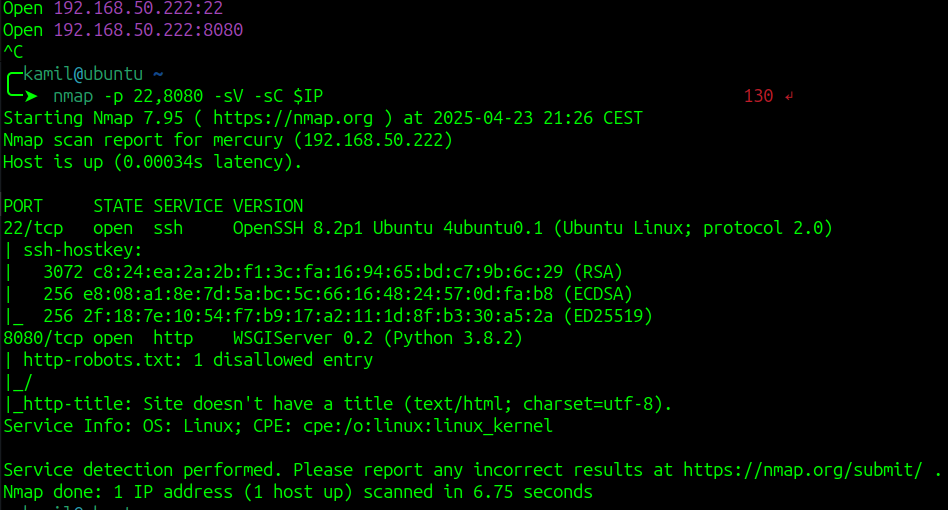 Open 192.168.50.222:22
Open 192.168.50.222:8080
^C
╭─kamil@ubuntu ~
╰─➤  nmap -p 22,8080 -sV -sC $IP 130 ↵
Starting Nmap 7.95 ( https://nmap.org ) at 2025-04-23 21:26 CEST
Nmap scan report for mercury (192.168.50.222)
Host is up (0.00034s latency).

PORT     STATE SERVICE VERSION
22/tcp   open  ssh     OpenSSH 8.2p1 Ubuntu 4ubuntu0.1 (Ubuntu Linux; protocol 2.0)
| ssh-hostkey:
|   3072 c8:24:ea:2a:2b:f1:3c:fa:16:94:65:bd:c7:9b:6c:29 (RSA)
|   256 e8:08:a1:8e:7d:5a:bc:5c:66:16:48:24:57:0d:fa:b8 (ECDSA)
|_  256 2f:18:7e:10:54:f7:b9:17:a2:11:1d:8f:b3:30:a5:2a (ED25519)
8080/tcp open  http    WSGIServer 0.2 (Python 3.8.2)
| http-robots.txt: 1 disallowed entry
|_/
|_http-title: Site doesn't have a title (text/html; charset=utf-8).
Service Info: OS: Linux; CPE: cpe:/o:linux:linux_kernel

Service detection performed. Please report any incorrect results at https://nmap.org/submit/ .
Nmap done: 1 IP address (1 host up) scanned in 6.75 seconds